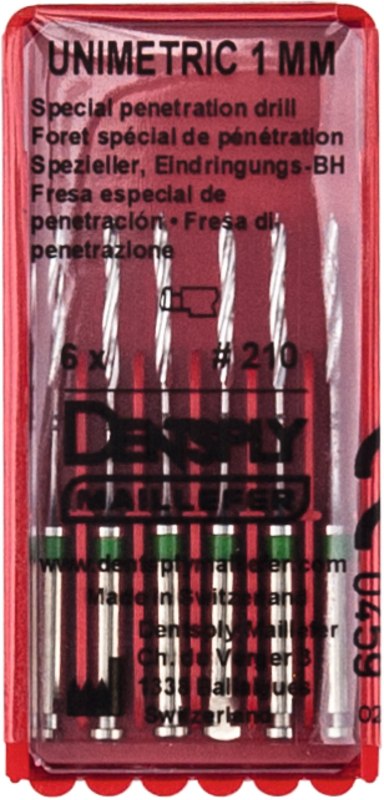 UNIMETRIC 1 MM
Special penetration drill
Foret spécial de pénétration
Spezieller, Eindringungs-BH
Fresa especial de
penetración • Fresa di
penetrazione
6 x # 210
DENTSPLY
MAILLEFER
www.dentsplymaillefer.com
Made in Switzerland
Dentsply Maillefer
Ch. du Verger 3
1338 Ballaigues
Switzerland
0459
02